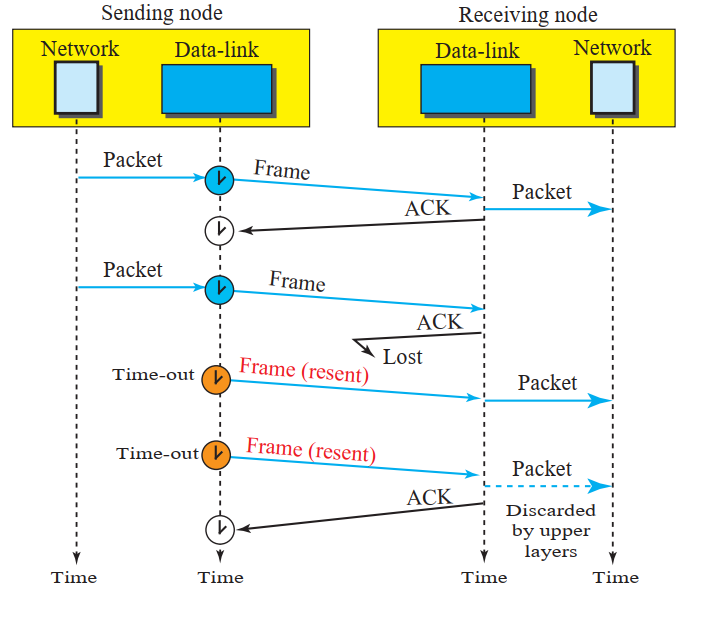 Sending node
Receiving node
Network
Data-link
Data-link
Network
Packet
Frame
Packet
ACK
Packet
Frame
ACK
Lost
Time-out
Frame (resent)
Packet
Time-out
Frame (resent)
Packet
ACK
Discarded
by upper
layers
Time
Time
Time
Time